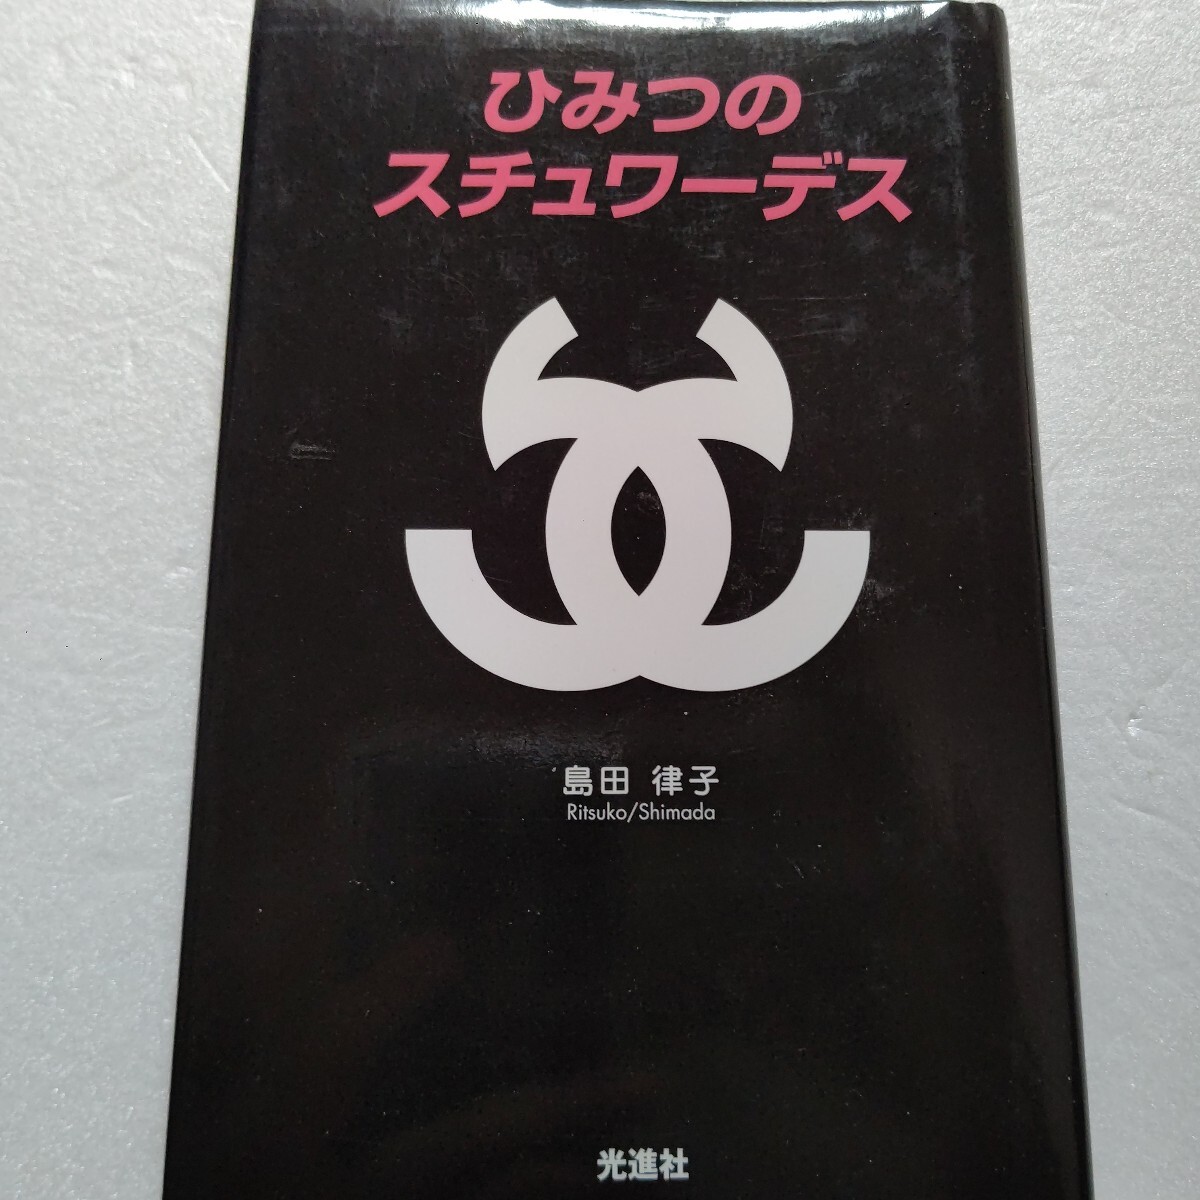 ひみつの
スチュワーデス
島田 律子
Ritsuko/Shimada
光進社